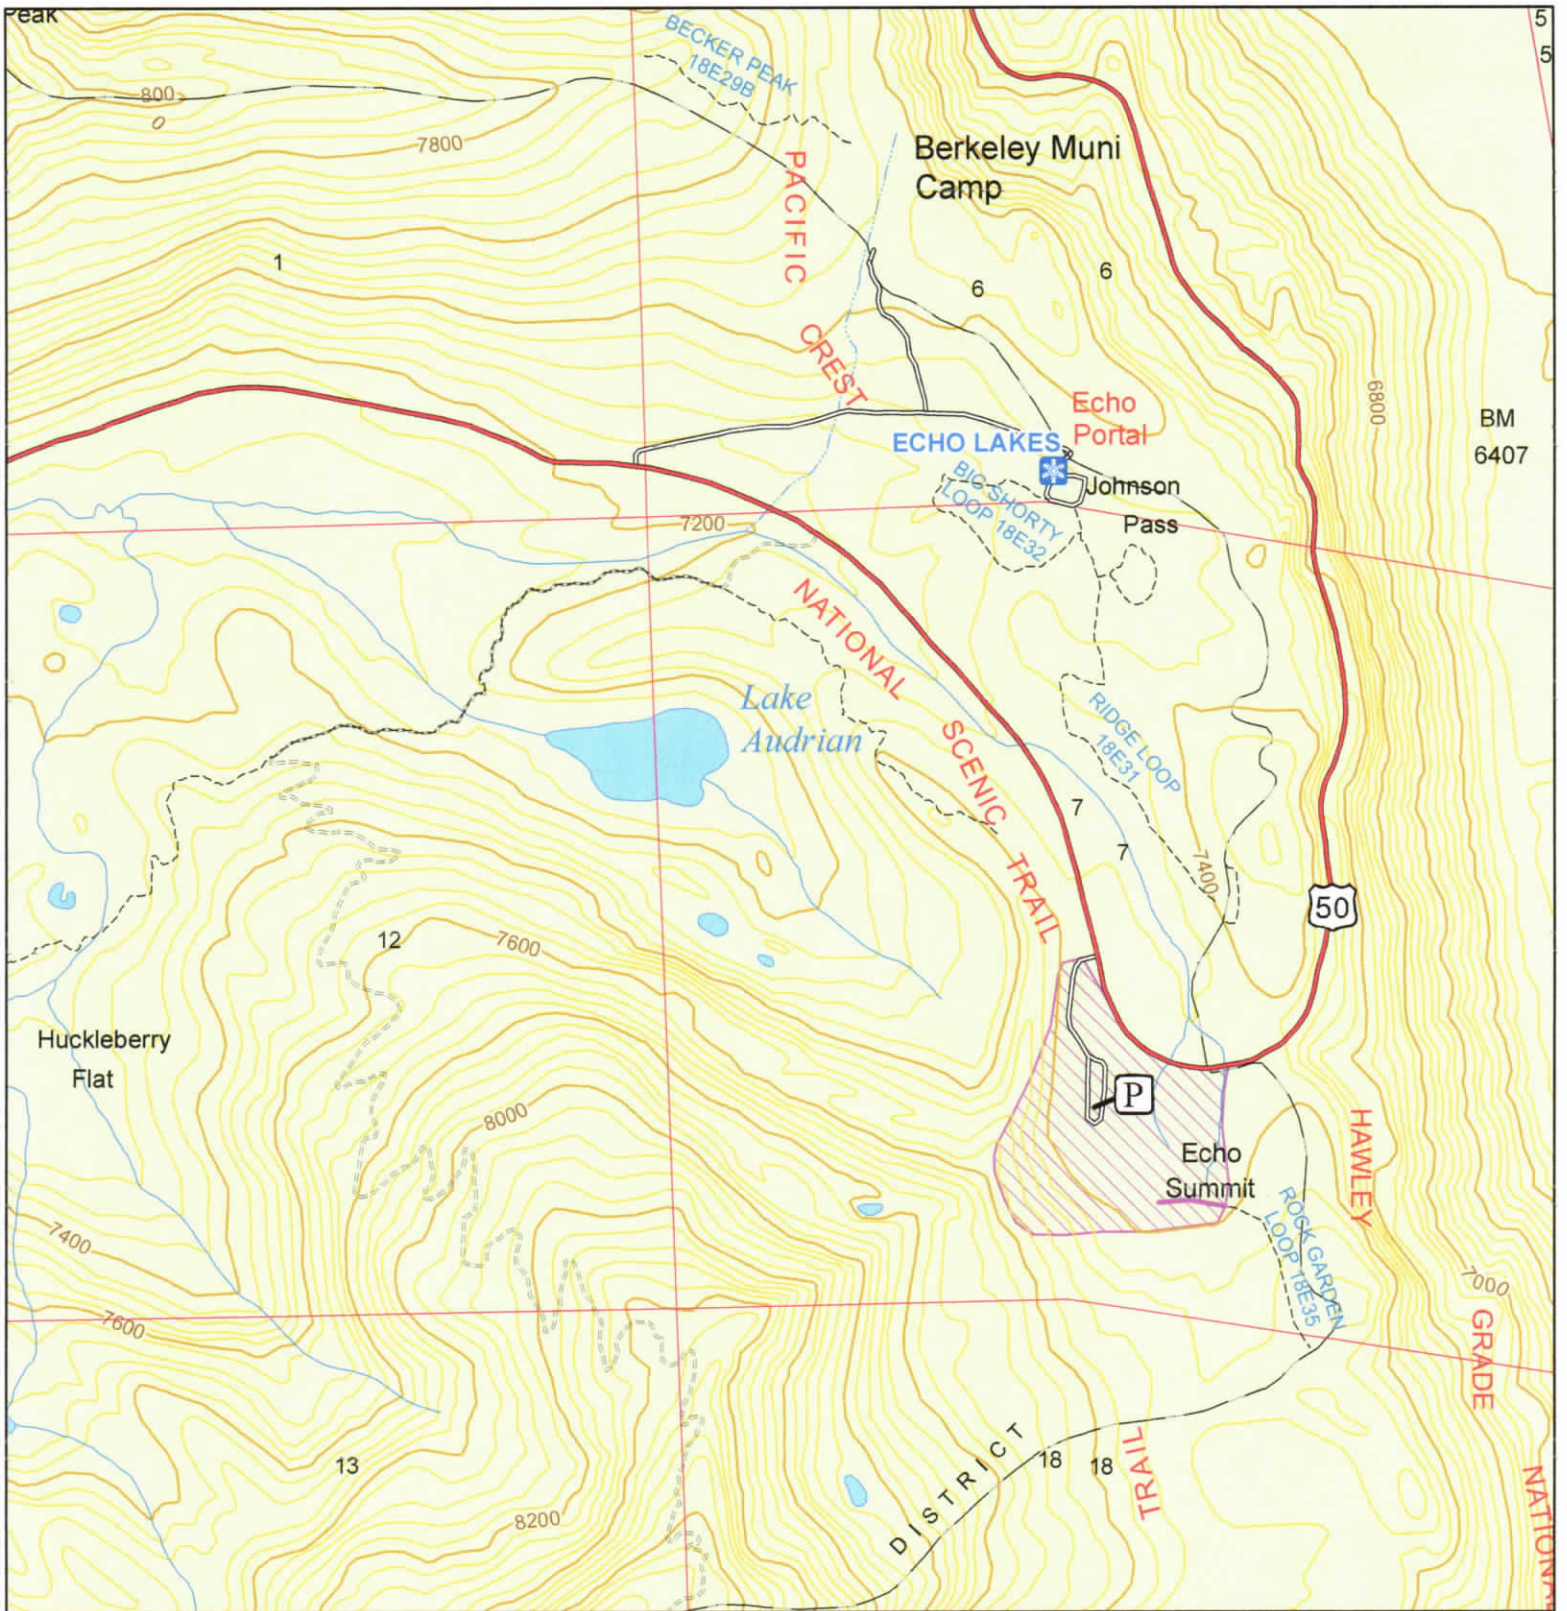 Peak
5
5
BECKER PEAK
18E29B
800
0
7800
Berkeley Muni
Camp
PACIFIC
1
6
6
CREST
6800
Echo
Portal
BM
6407
ECHO LAKES
BIG SHORTY
LOOP 18E32
Johnson
Pass
7200
NATIONAL
Lake
Audrian
RIDGE LOOP
18E31
SCENIC
7
7
7400
TRAIL
50
12
7600
Huckleberry
Flat
P
8000
HAWLEY
Echo
Summit
ROCK GARDEN
LOOP 18E35
7400
7000
7600
GRADE
DISTRICT
18
18
TRAIL
13
8200
NATIONAL